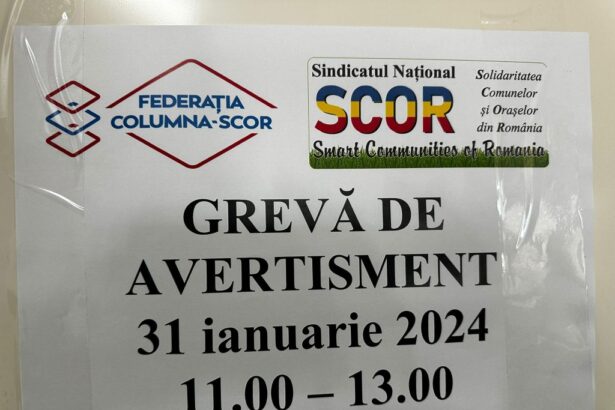 FEDERAȚIA
COLUMNA-SCOR
Sindicatul Național
SCOR
Solidaritatea
Comunelor
și Orașelor
din România
Smart Communities of Romania
GREVĂ DE
AVERTISMENT
31 ianuarie 2024
11.00 – 13.00